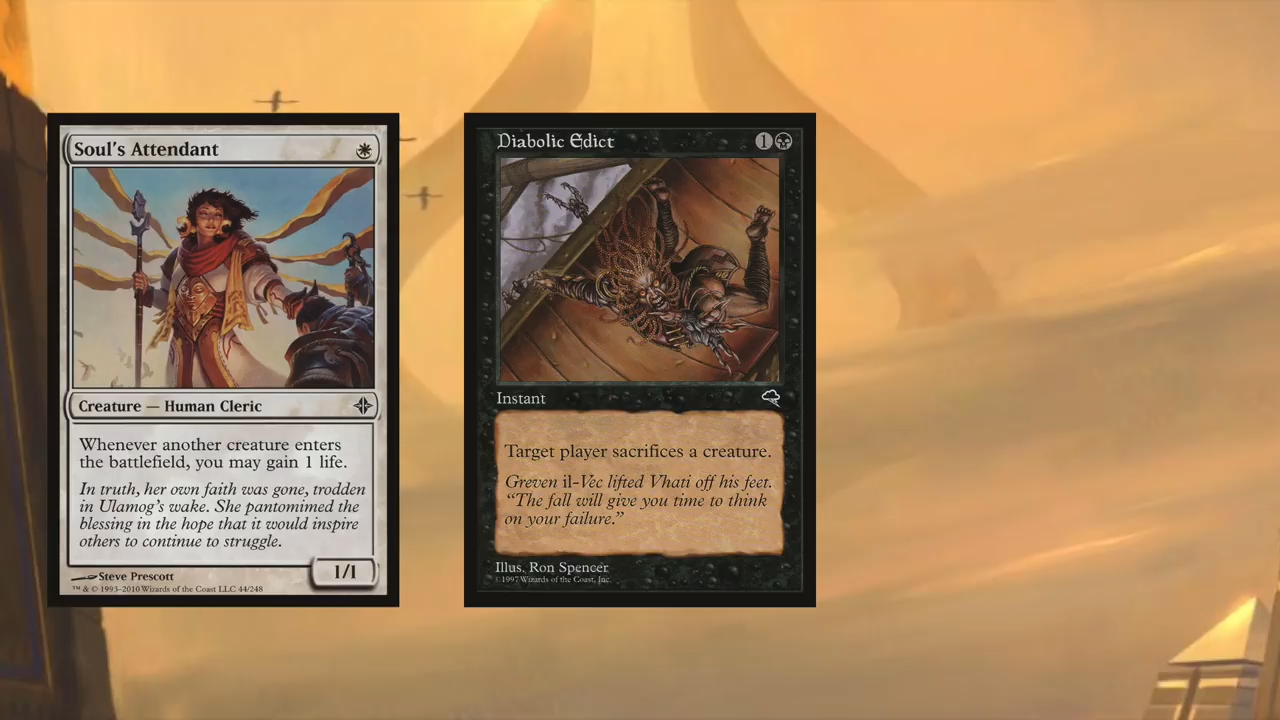 Soul's Attendant
Creature — Human Cleric
Whenever another creature enters
the battlefield, you may gain 1 life.
In truth, her own faith was gone, trodden
in Ulamog's wake. She pantomimed the
blessing in the hope that it would inspire
others to continue to struggle.
1/1
Steve Prescott
™ & © 1993–2010 Wizards of the Coast LLC 44/248
Diabolic Edict
1
Instant
Target player sacrifices a creature.
Greven il-Vec lifted Vhati off his feet.
“The fall will give you time to think
on your failure.”
Illus. Ron Spencer
©1997 Wizards of the Coast, Inc.